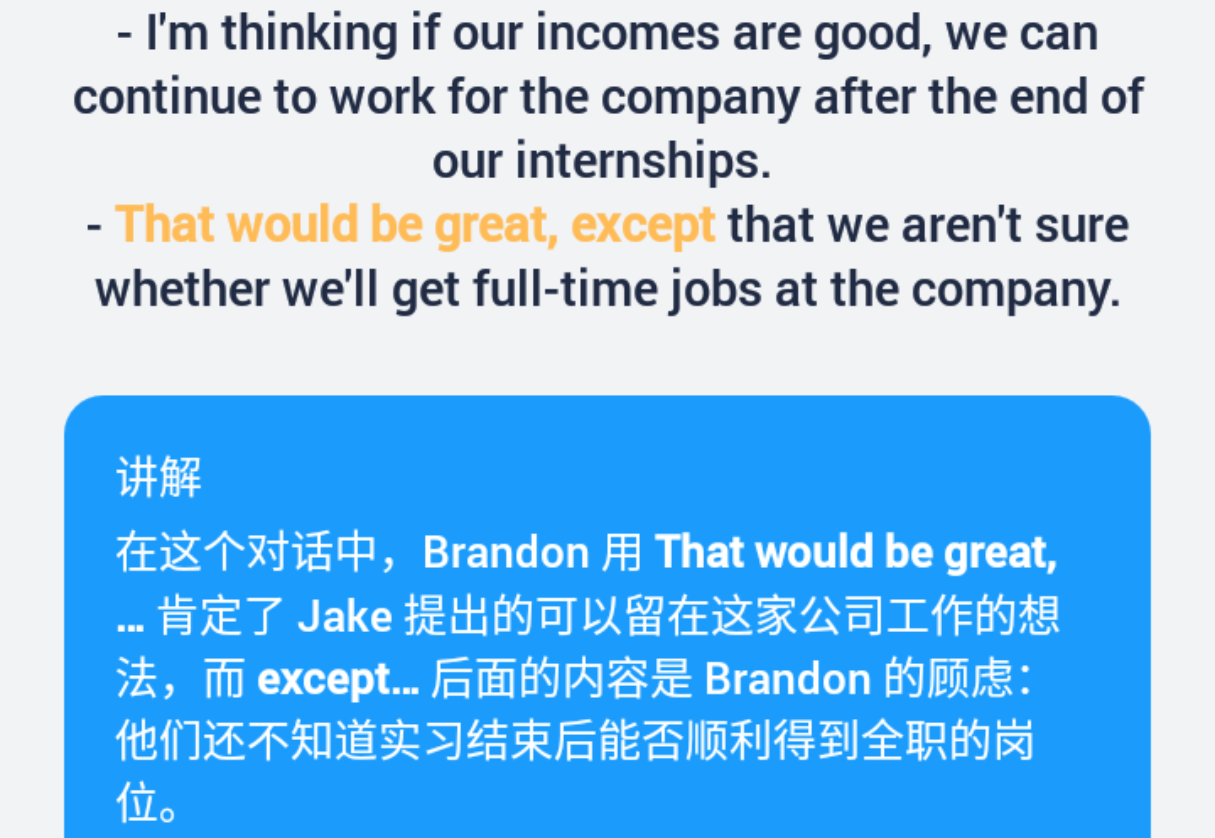 - I'm thinking if our incomes are good, we can
continue to work for the company after the end of
our internships.
- That would be great, except that we aren't sure
whether we'll get full-time jobs at the company.
讲解
在这个对话中，Brandon 用 That would be great,
... 肯定了 Jake 提出的可以留在这家公司工作的想
法，而 except... 后面的内容是 Brandon 的顾虑：
他们还不知道实习结束后能否顺利得到全职的岗
位。